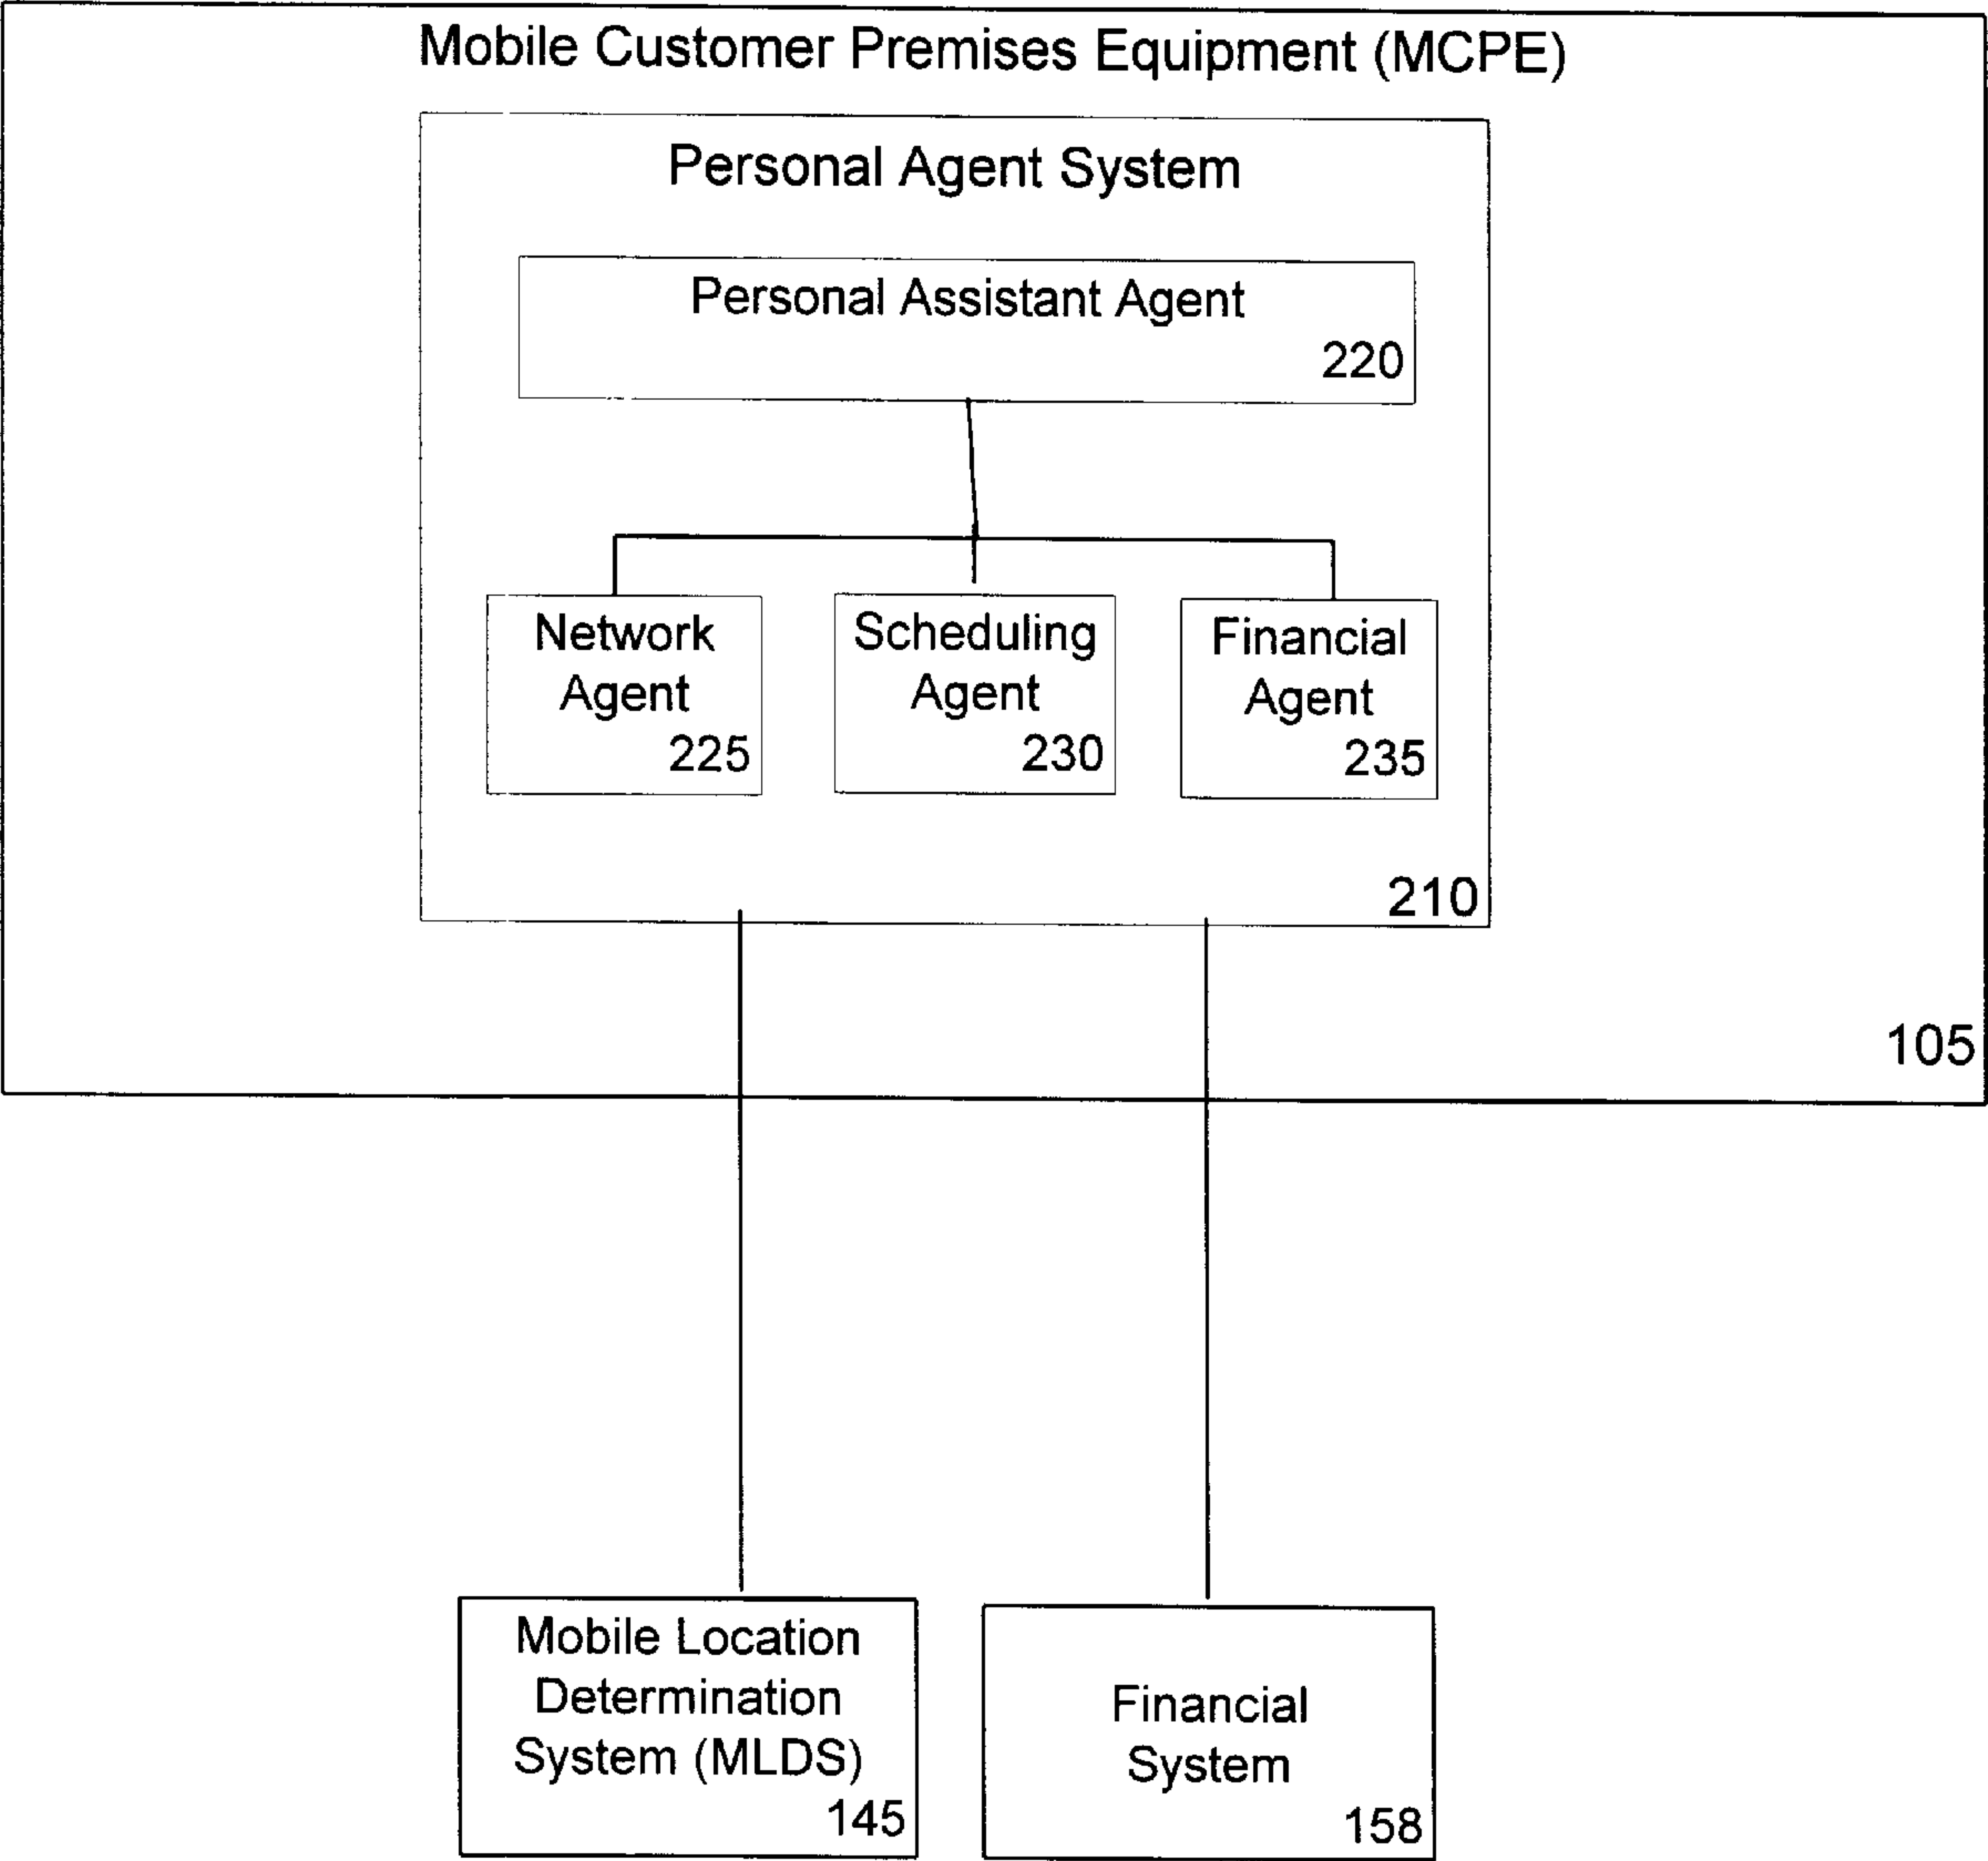 Mobile Customer Premises Equipment (MCPE)
Personal Agent System
Personal Assistant Agent
220
Network
Agent
225
Scheduling
Agent
230
Financial
Agent
235
210
105
Mobile Location
Determination
System (MLDS)
145
Financial
System
158